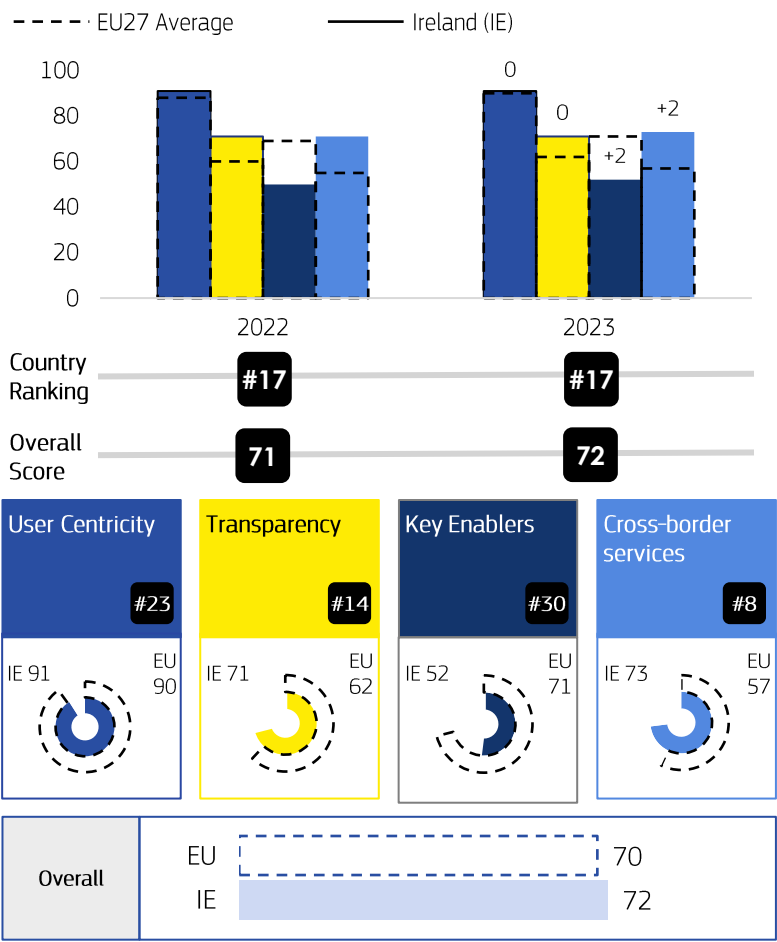 EU27 Average
Ireland (IE)
100
80
60
40
20
0
0
0
+2
+2
2022
2023
Country
Ranking
#17
#17
Overall
Score
71
72
User Centricity
#23
Transparency
#14
Key Enablers
#30
Cross-border
services
#8
IE 91
EU
90
IE 71
EU
62
IE 52
EU
71
IE 73
EU
57
Overall
EU
70
IE
72